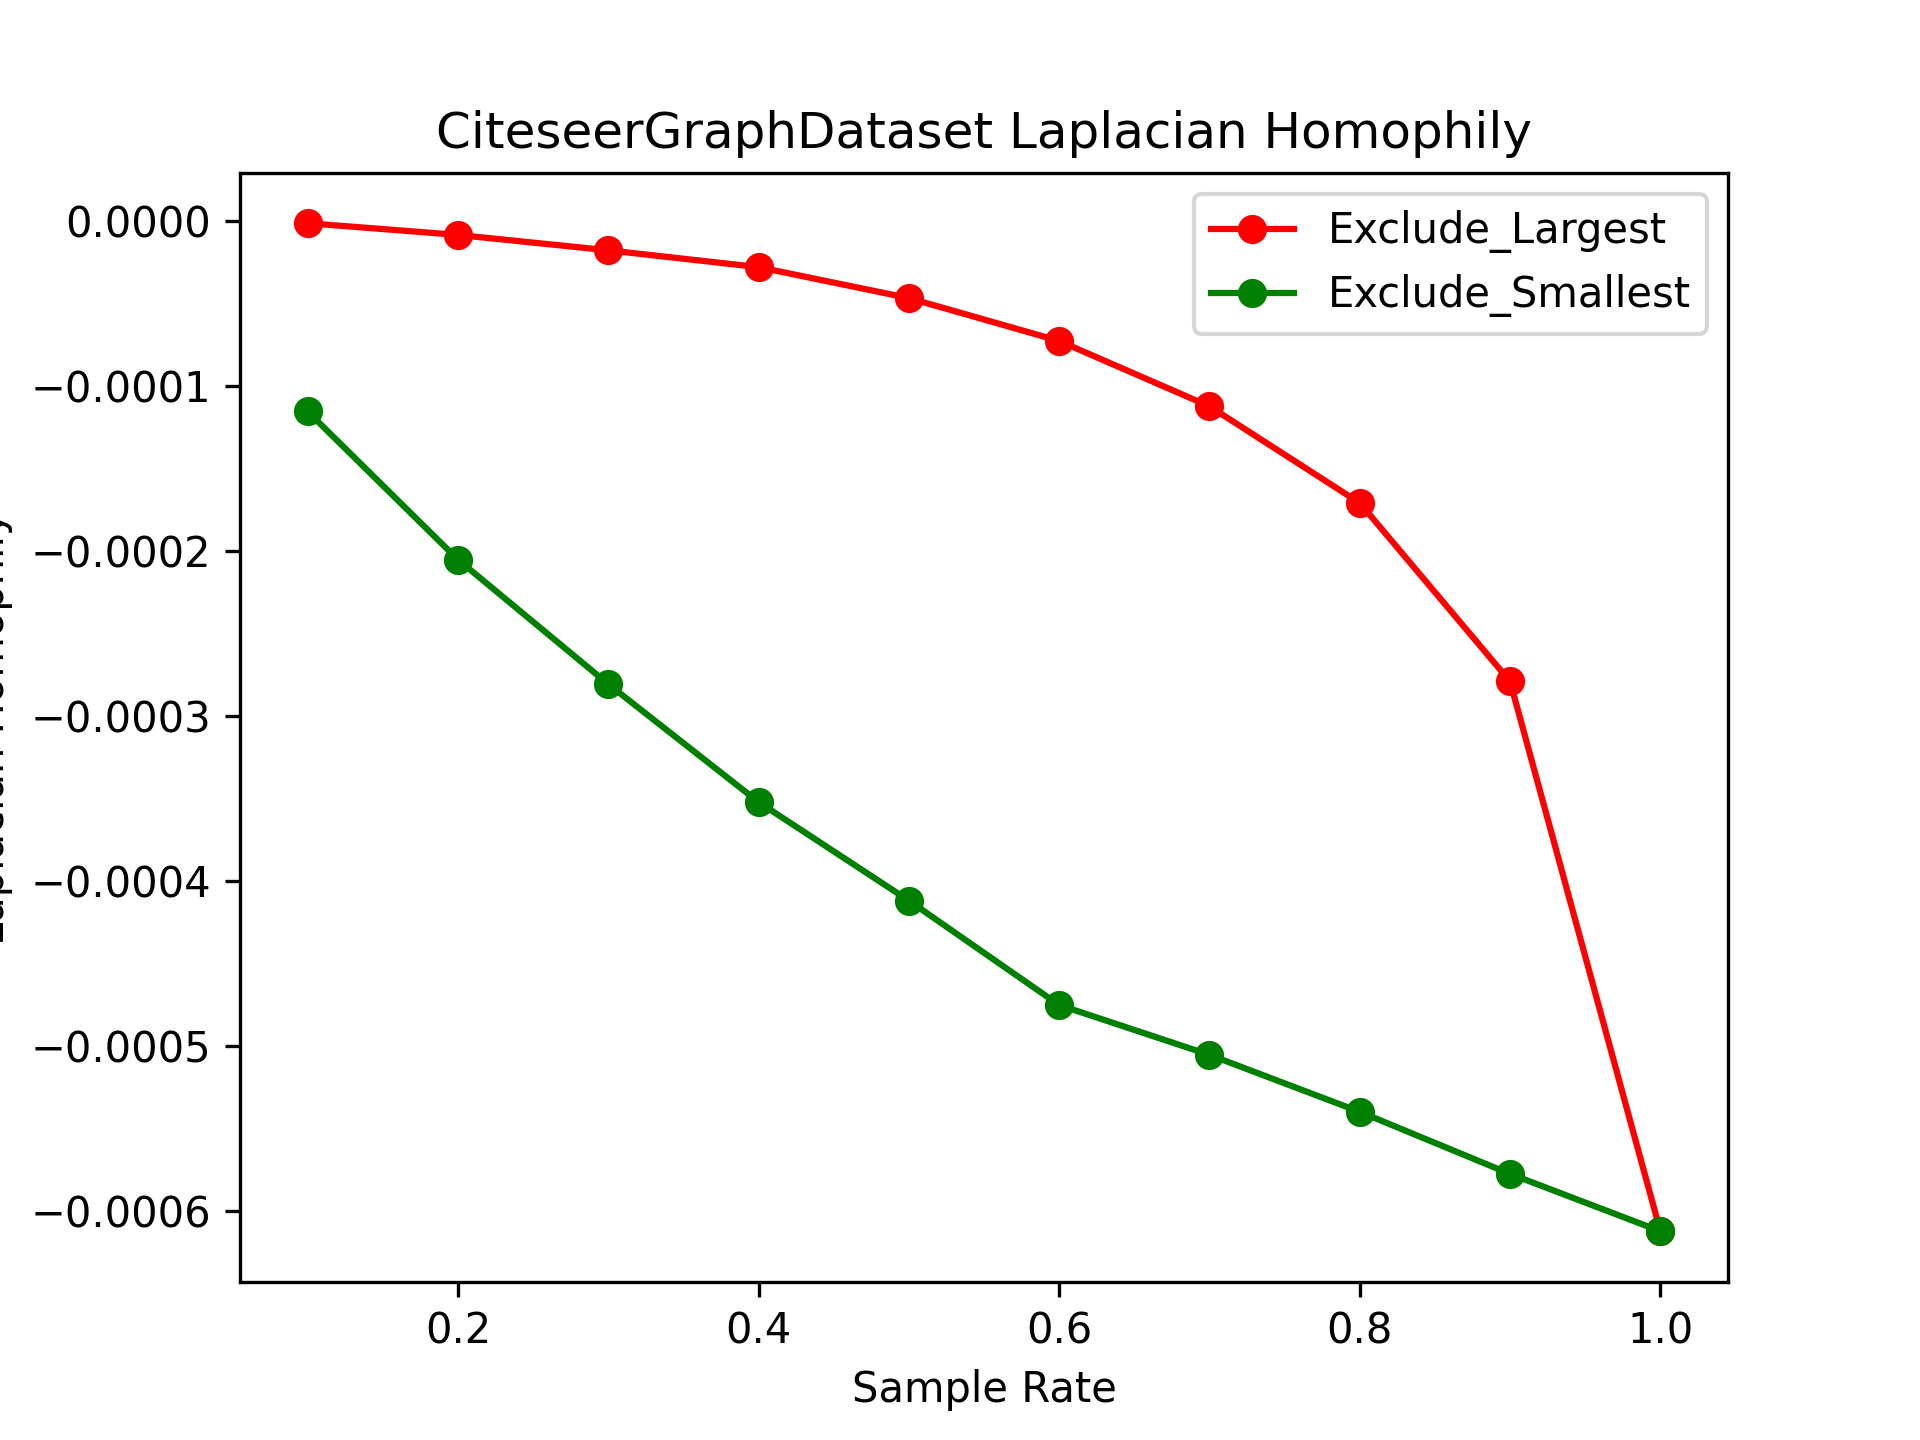 CiteseerGraphDataset Laplacian Homophily
Exclude_Largest
Exclude_Smallest
0.0000
−0.0001
−0.0002
−0.0003
−0.0004
−0.0005
−0.0006
0.2 0.4 0.6 0.8 1.0
Sample Rate